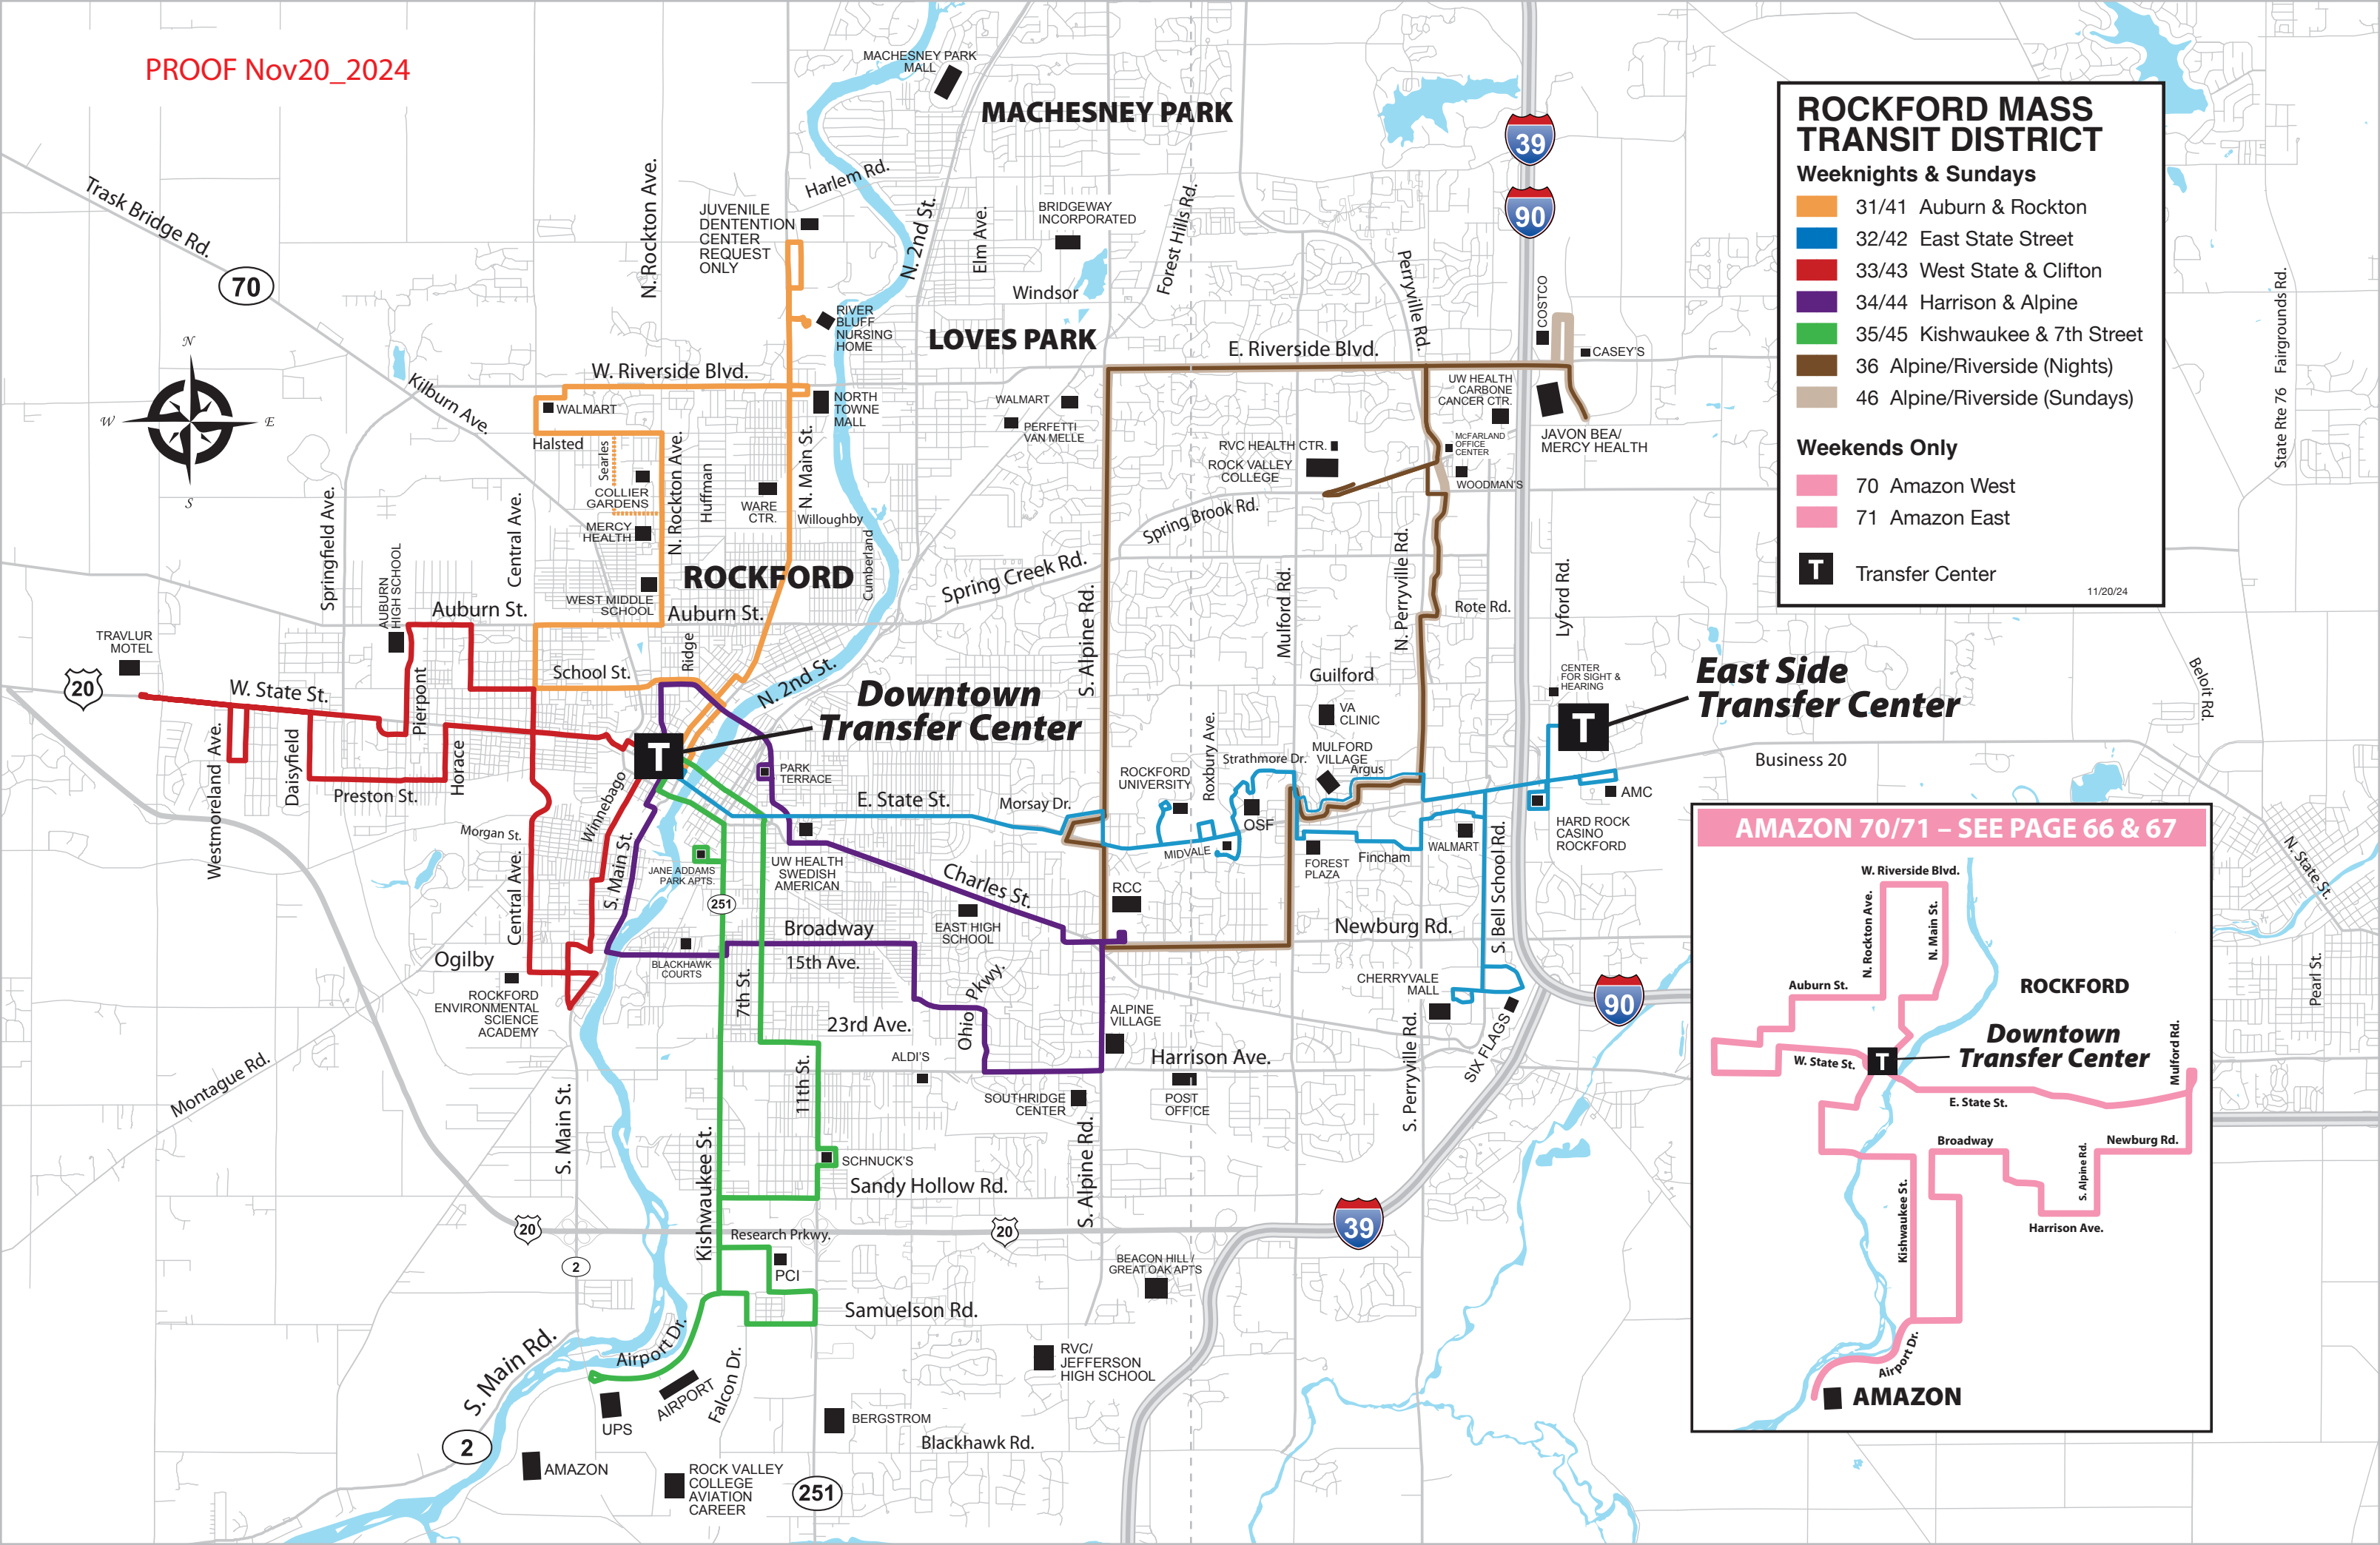 PROOF Nov20_2024
MACHESNEY PARK
MALL
MACHESNEY PARK
39
90
Trask Bridge Rd.
70
N. Rockton Ave.
Harlem Rd.
JUVENILE
DENTENTION
CENTER
REQUEST
ONLY
N. 2nd St.
Elm Ave.
BRIDGEWAY
INCORPORATED
Windsor
Forest Hills Rd.
Perryville Rd.
COSTCO
CASEY'S
RIVER
BLUFF
NURSING
HOME
LOVES PARK
E. Riverside Blvd.
N
W
E
S
Kilburn Ave.
W. Riverside Blvd.
WALMART
Halsted
Searles
COLLIER
GARDENS
MERCY
HEALTH
N. Rockton Ave.
Huffman
WARE
CTR.
N. Main St.
NORTH
TOWNE
MALL
Willoughby
Cumberland
WALMART
PERFETTI
VAN MELLE
UW HEALTH
CARBONE
CANCER CTR.
McFARLAND
OFFICE
CENTER
WOODMAN'S
JAVON BEA/
MERCY HEALTH
RVC HEALTH CTR.
ROCK VALLEY
COLLEGE
Spring Brook Rd.
Spring Creek Rd.
Springfield Ave.
AUBURN
HIGH SCHOOL
Central Ave.
Auburn St.
WEST MIDDLE
SCHOOL
ROCKFORD
Auburn St.
S. Alpine Rd.
Mulford Rd.
N. Perryville Rd.
Rote Rd.
Lyford Rd.
TRAVLUR
MOTEL
20
W. State St.
Pierpont
School St.
Ridge
N. 2nd St.
Downtown
Transfer Center
T
Guilford
VA
CLINIC
CENTER
FOR SIGHT &
HEARING
T
East Side
Transfer Center
Business 20
Beloit Rd.
State Rte 76 Fairgrounds Rd.
Westmoreland Ave.
Daisyfield
Preston St.
Horace
Morgan St.
Winnebago
PARK
TERRACE
E. State St.
Morsay Dr.
ROCKFORD
UNIVERSITY
Roxbury Ave.
Strathmore Dr.
MULFORD
VILLAGE
Argus
OSF
MIDVALE
FOREST
PLAZA
Fincham
WALMART
AMC
HARD ROCK
CASINO
ROCKFORD
Central Ave.
S. Main St.
JANE ADDAMS
PARK APTS.
251
UW HEALTH
SWEDISH
AMERICAN
Charles St.
RCC
EAST HIGH
SCHOOL
Broadway
15th Ave.
Newburg Rd.
S. Bell School Rd.
Ogilby
ROCKFORD
ENVIRONMENTAL
SCIENCE
ACADEMY
BLACKHAWK
COURTS
7th St.
23rd Ave.
Ohio Pkwy.
ALDI'S
ALPINE
VILLAGE
Harrison Ave.
CHERRYVALE
MALL
SIX FLAGS
90
Montague Rd.
S. Main St.
11th St.
SOUTHRIDGE
CENTER
POST
OFFICE
S. Perryville Rd.
SCHNUCK'S
Sandy Hollow Rd.
Kishwaukee St.
S. Alpine Rd.
20
2
20
39
Research Prkwy.
PCI
BEACON HILL /
GREAT OAK APTS
Samuelson Rd.
Airport Dr.
S. Main Rd.
UPS
AIRPORT
Falcon Dr.
RVC/
JEFFERSON
HIGH SCHOOL
BERGSTROM
Blackhawk Rd.
2
AMAZON
ROCK VALLEY
COLLEGE
AVIATION
CAREER
251
N. State St.
Pearl St.
ROCKFORD MASS
TRANSIT DISTRICT
Weeknights & Sundays
31/41 Auburn & Rockton
32/42 East State Street
33/43 West State & Clifton
34/44 Harrison & Alpine
35/45 Kishwaukee & 7th Street
36 Alpine/Riverside (Nights)
46 Alpine/Riverside (Sundays)
Weekends Only
70 Amazon West
71 Amazon East
T Transfer Center
11/20/24
AMAZON 70/71 – SEE PAGE 66 & 67
W. Riverside Blvd.
N. Rockton Ave.
N. Main St.
Auburn St.
ROCKFORD
W. State St.
T
Downtown
Transfer Center
Mulford Rd.
E. State St.
Broadway
Newburg Rd.
S. Alpine Rd.
Harrison Ave.
Kishwaukee St.
Airport Dr.
AMAZON